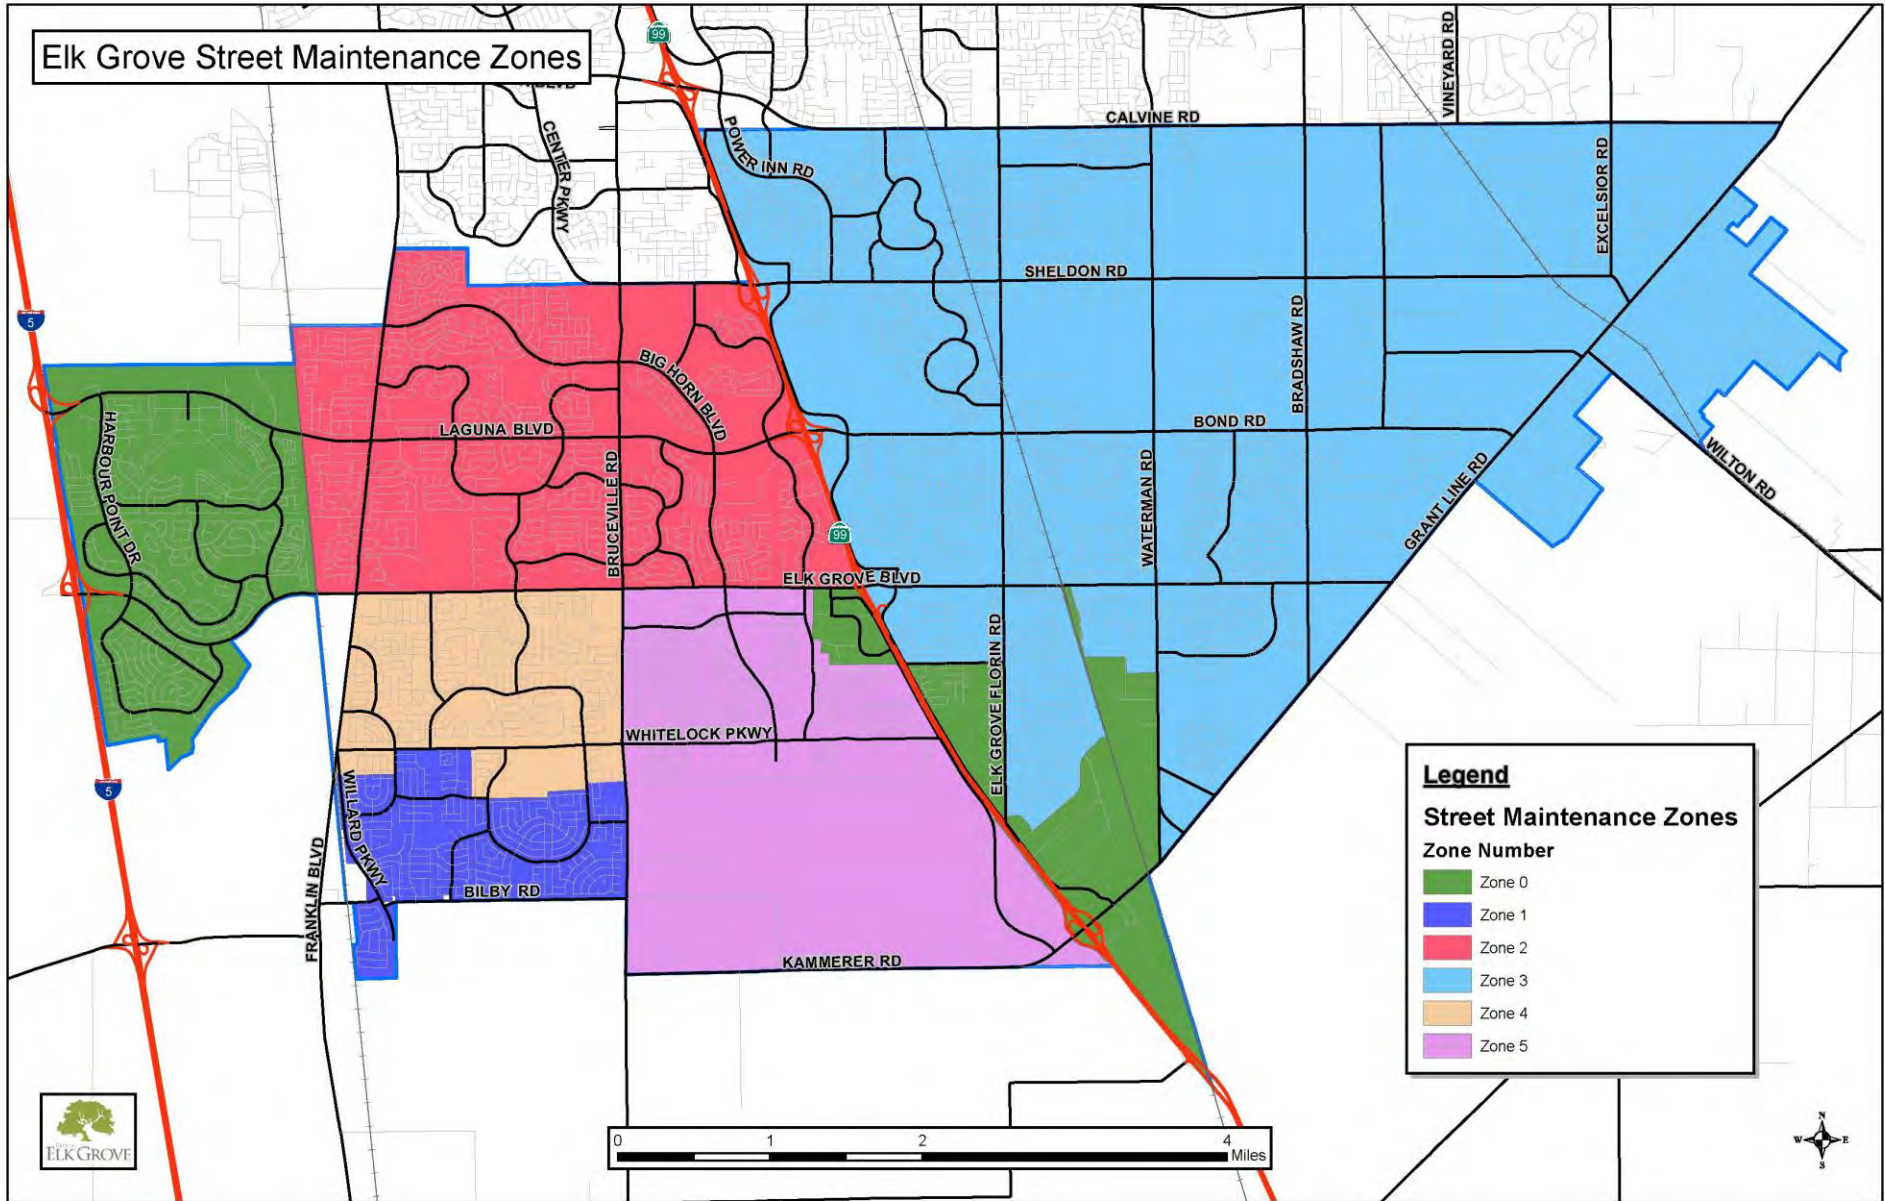 Elk Grove Street Maintenance Zones
99
BLVD
CENTER PKWY
POWER INN RD
CALVINE RD
VINEYARD RD
EXCELSIOR RD
SHELDON RD
5
BIG HORN BLVD
BRADSHAW RD
HARBOUR POINT DR
LAGUNA BLVD
BOND RD
BRUCEVILLE RD
WATERMAN RD
GRANT LINE RD
WILTON RD
99
ELK GROVE BLVD
ELK GROVE FLORIN RD
WHITELOCK PKWY
5
WILLARD PKWY
FRANKLIN BLVD
BILBY RD
KAMMERER RD
Legend
Street Maintenance Zones
Zone Number
Zone 0
Zone 1
Zone 2
Zone 3
Zone 4
Zone 5
ELK GROVE
0 1 2 4
Miles
N
W E
S